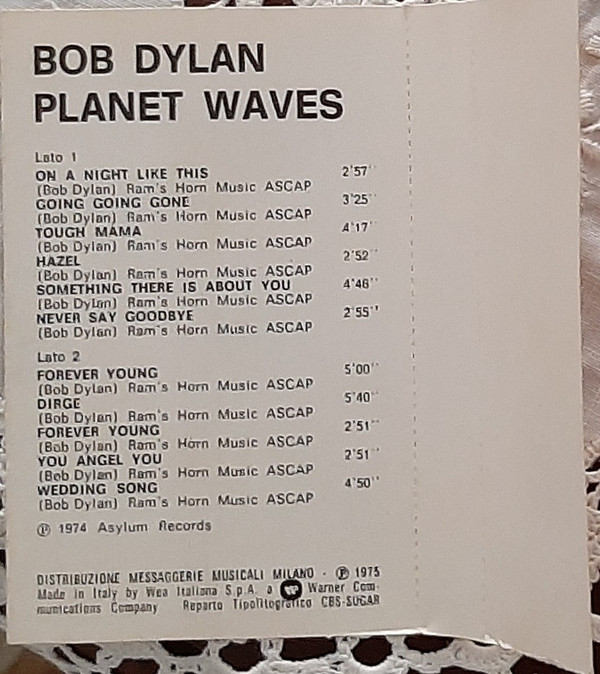 BOB DYLAN
PLANET WAVES
Lato 1
ON A NIGHT LIKE THIS 2'57''
(Bob Dylan) Ram's Horn Music ASCAP
GOING GOING GONE 3'25''
(Bob Dylan) Ram's Horn Music ASCAP
TOUGH MAMA 4'17''
(Bob Dylan) Ram's Horn Music ASCAP
HAZEL 2'52''
(Bob Dylan) Ram's Horn Music ASCAP
SOMETHING THERE IS ABOUT YOU 4'46''
(Bob Dylan) Ram's Horn Music ASCAP
NEVER SAY GOODBYE 2'55''
(Bob Dylan) Ram's Horn Music ASCAP
Lato 2
FOREVER YOUNG 5'00''
(Bob Dylan) Ram's Horn Music ASCAP
DIRGE 5'40''
(Bob Dylan) Ram's Horn Music ASCAP
FOREVER YOUNG 2'51''
(Bob Dylan) Ram's Horn Music ASCAP
YOU ANGEL YOU 2'51''
(Bob Dylan) Ram's Horn Music ASCAP
WEDDING SONG 4'50''
(Bob Dylan) Ram's Horn Music ASCAP
℗ 1974 Asylum Records
DISTRIBUZIONE MESSAGGERIE MUSICALI MILANO - ℗ 1975
Made in Italy by Wea Italiana S.p.A. a Warner Com-
munications Company Reparto Tipolitografico CBS-SUGAR